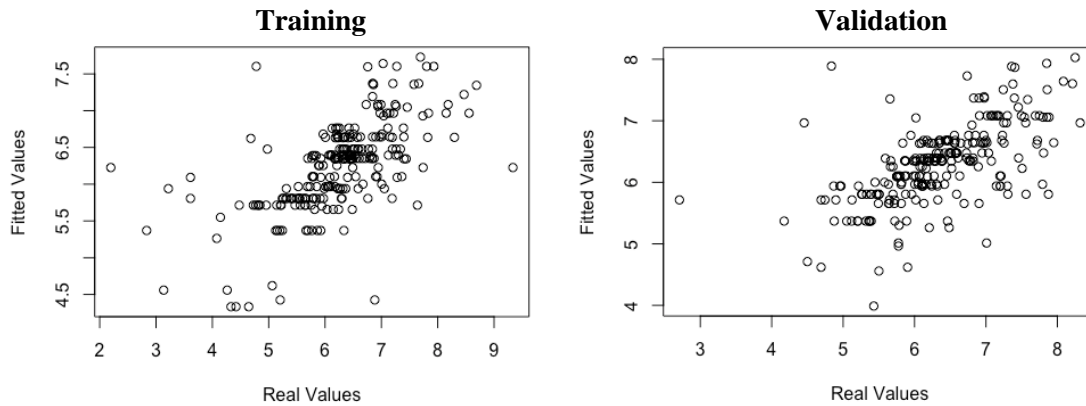 Training
7.5
6.5
5.5
4.5
Fitted Values
2 3 4 5 6 7 8 9
Real Values
Validation
8
7
6
5
4
Fitted Values
3 4 5 6 7 8
Real Values